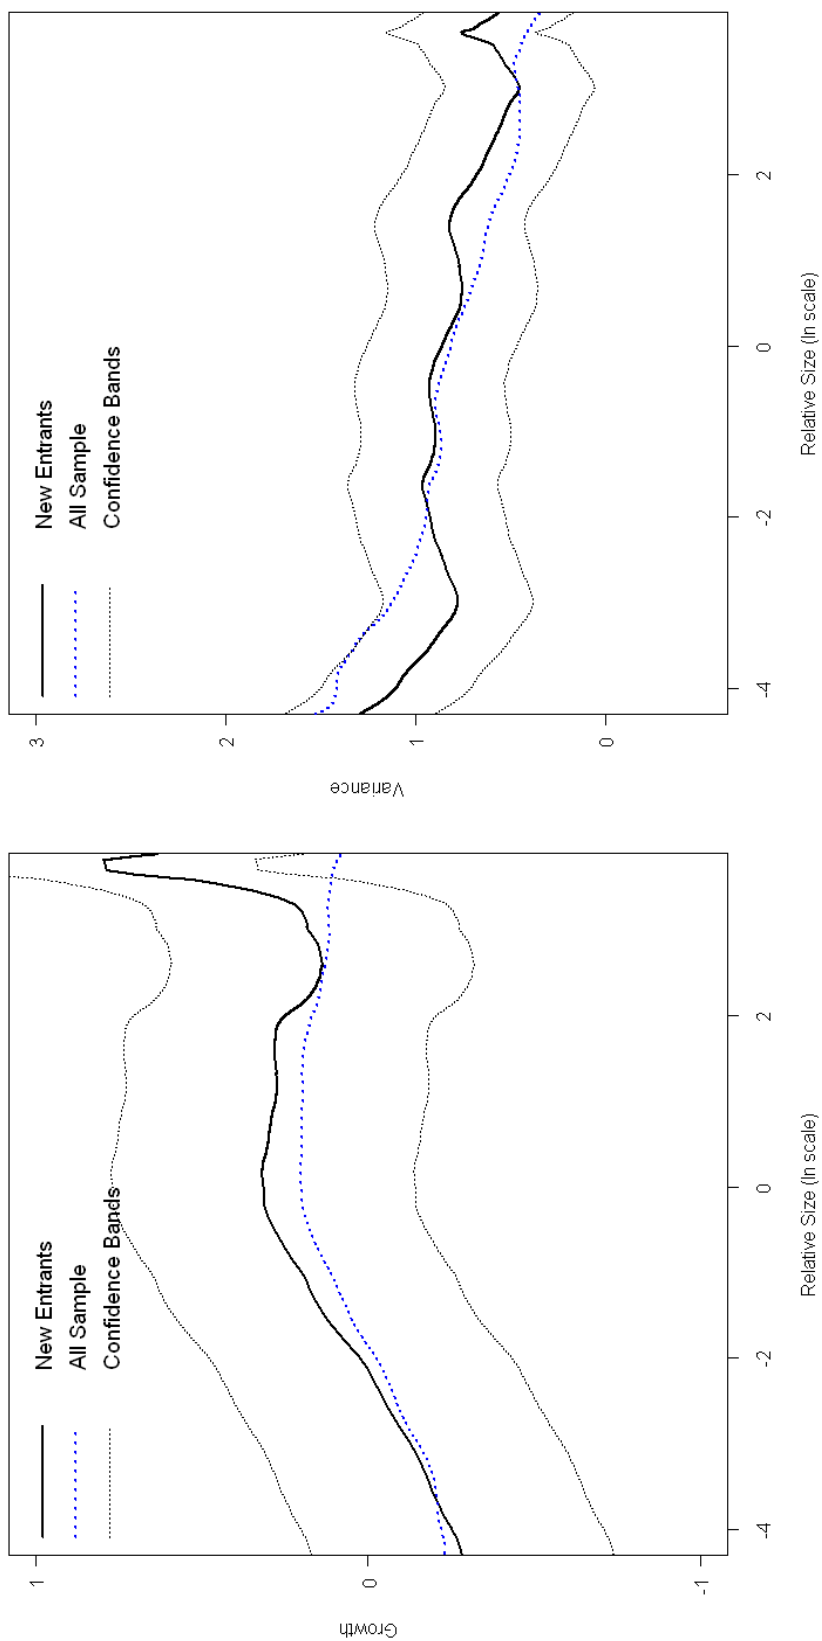 New Entrants
All Sample
Confidence Bands
Growth
1
0
-1
-4
-2
0
2
Relative Size (ln scale)
New Entrants
All Sample
Confidence Bands
Variance
3
2
1
0
-4
-2
0
2
Relative Size (ln scale)